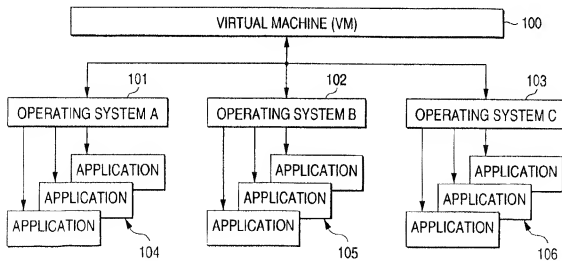 VIRTUAL MACHINE (VM)
100
101
102
103
OPERATING SYSTEM A
OPERATING SYSTEM B
OPERATING SYSTEM C
APPLICATION
APPLICATION
APPLICATION
APPLICATION
APPLICATION
APPLICATION
APPLICATION
APPLICATION
APPLICATION
104
105
106